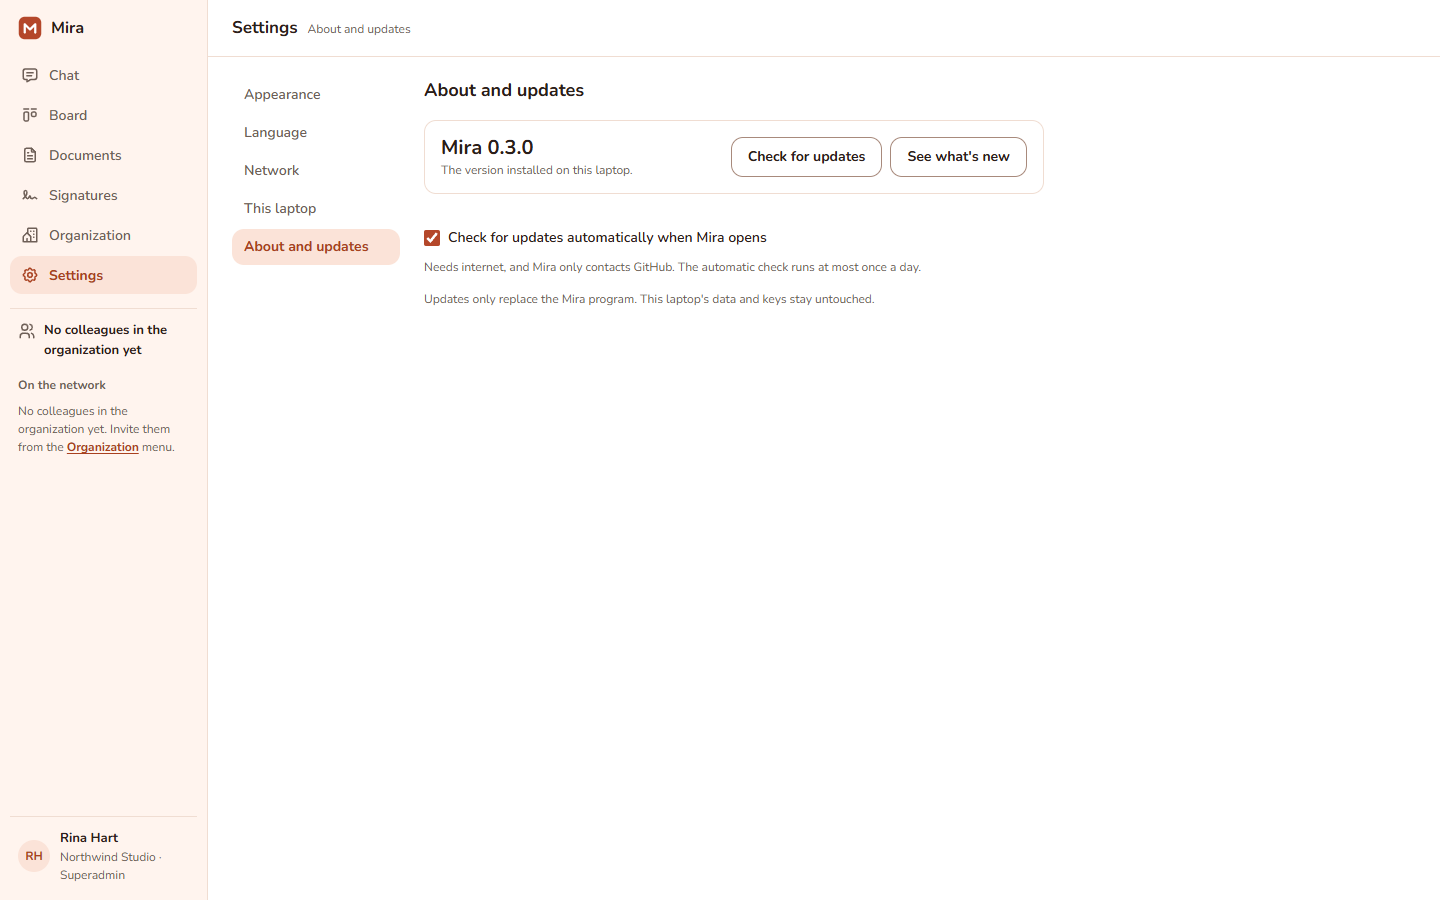 Mira
Chat
Board
Documents
Signatures
Organization
Settings
No colleagues in the
organization yet
On the network
No colleagues in the
organization yet. Invite them
from the Organization menu.
RH
Rina Hart
Northwind Studio ·
Superadmin
Settings About and updates
Appearance
Language
Network
This laptop
About and updates
About and updates
Mira 0.3.0
The version installed on this laptop.
Check for updates
See what's new
Check for updates automatically when Mira opens
Needs internet, and Mira only contacts GitHub. The automatic check runs at most once a day.
Updates only replace the Mira program. This laptop's data and keys stay untouched.